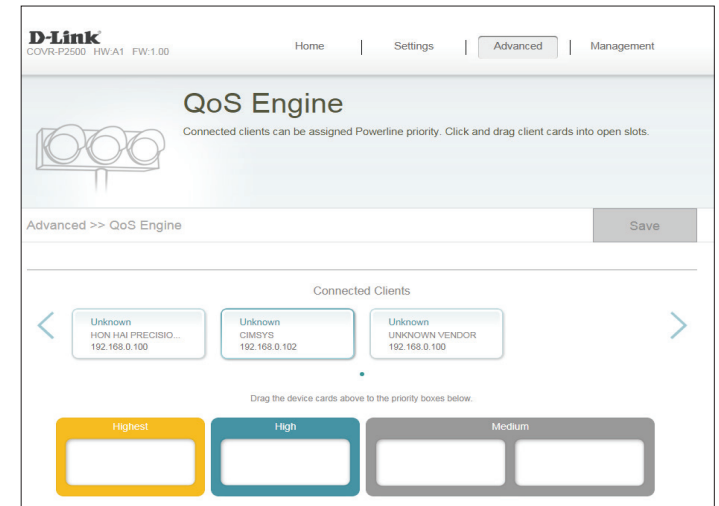 D-Link
COVR-P2500 HW:A1 FW:1.00
Home | Settings | Advanced | Management
QoS Engine
Connected clients can be assigned Powerline priority. Click and drag client cards into open slots.
Advanced >> QoS Engine
Save
Connected Clients
Unknown
HON HAI PRECISIO...
192.168.0.100
Unknown
CIMSYS
192.168.0.102
Unknown
UNKNOWN VENDOR
192.168.0.100
Drag the device cards above to the priority boxes below.
Highest
High
Medium